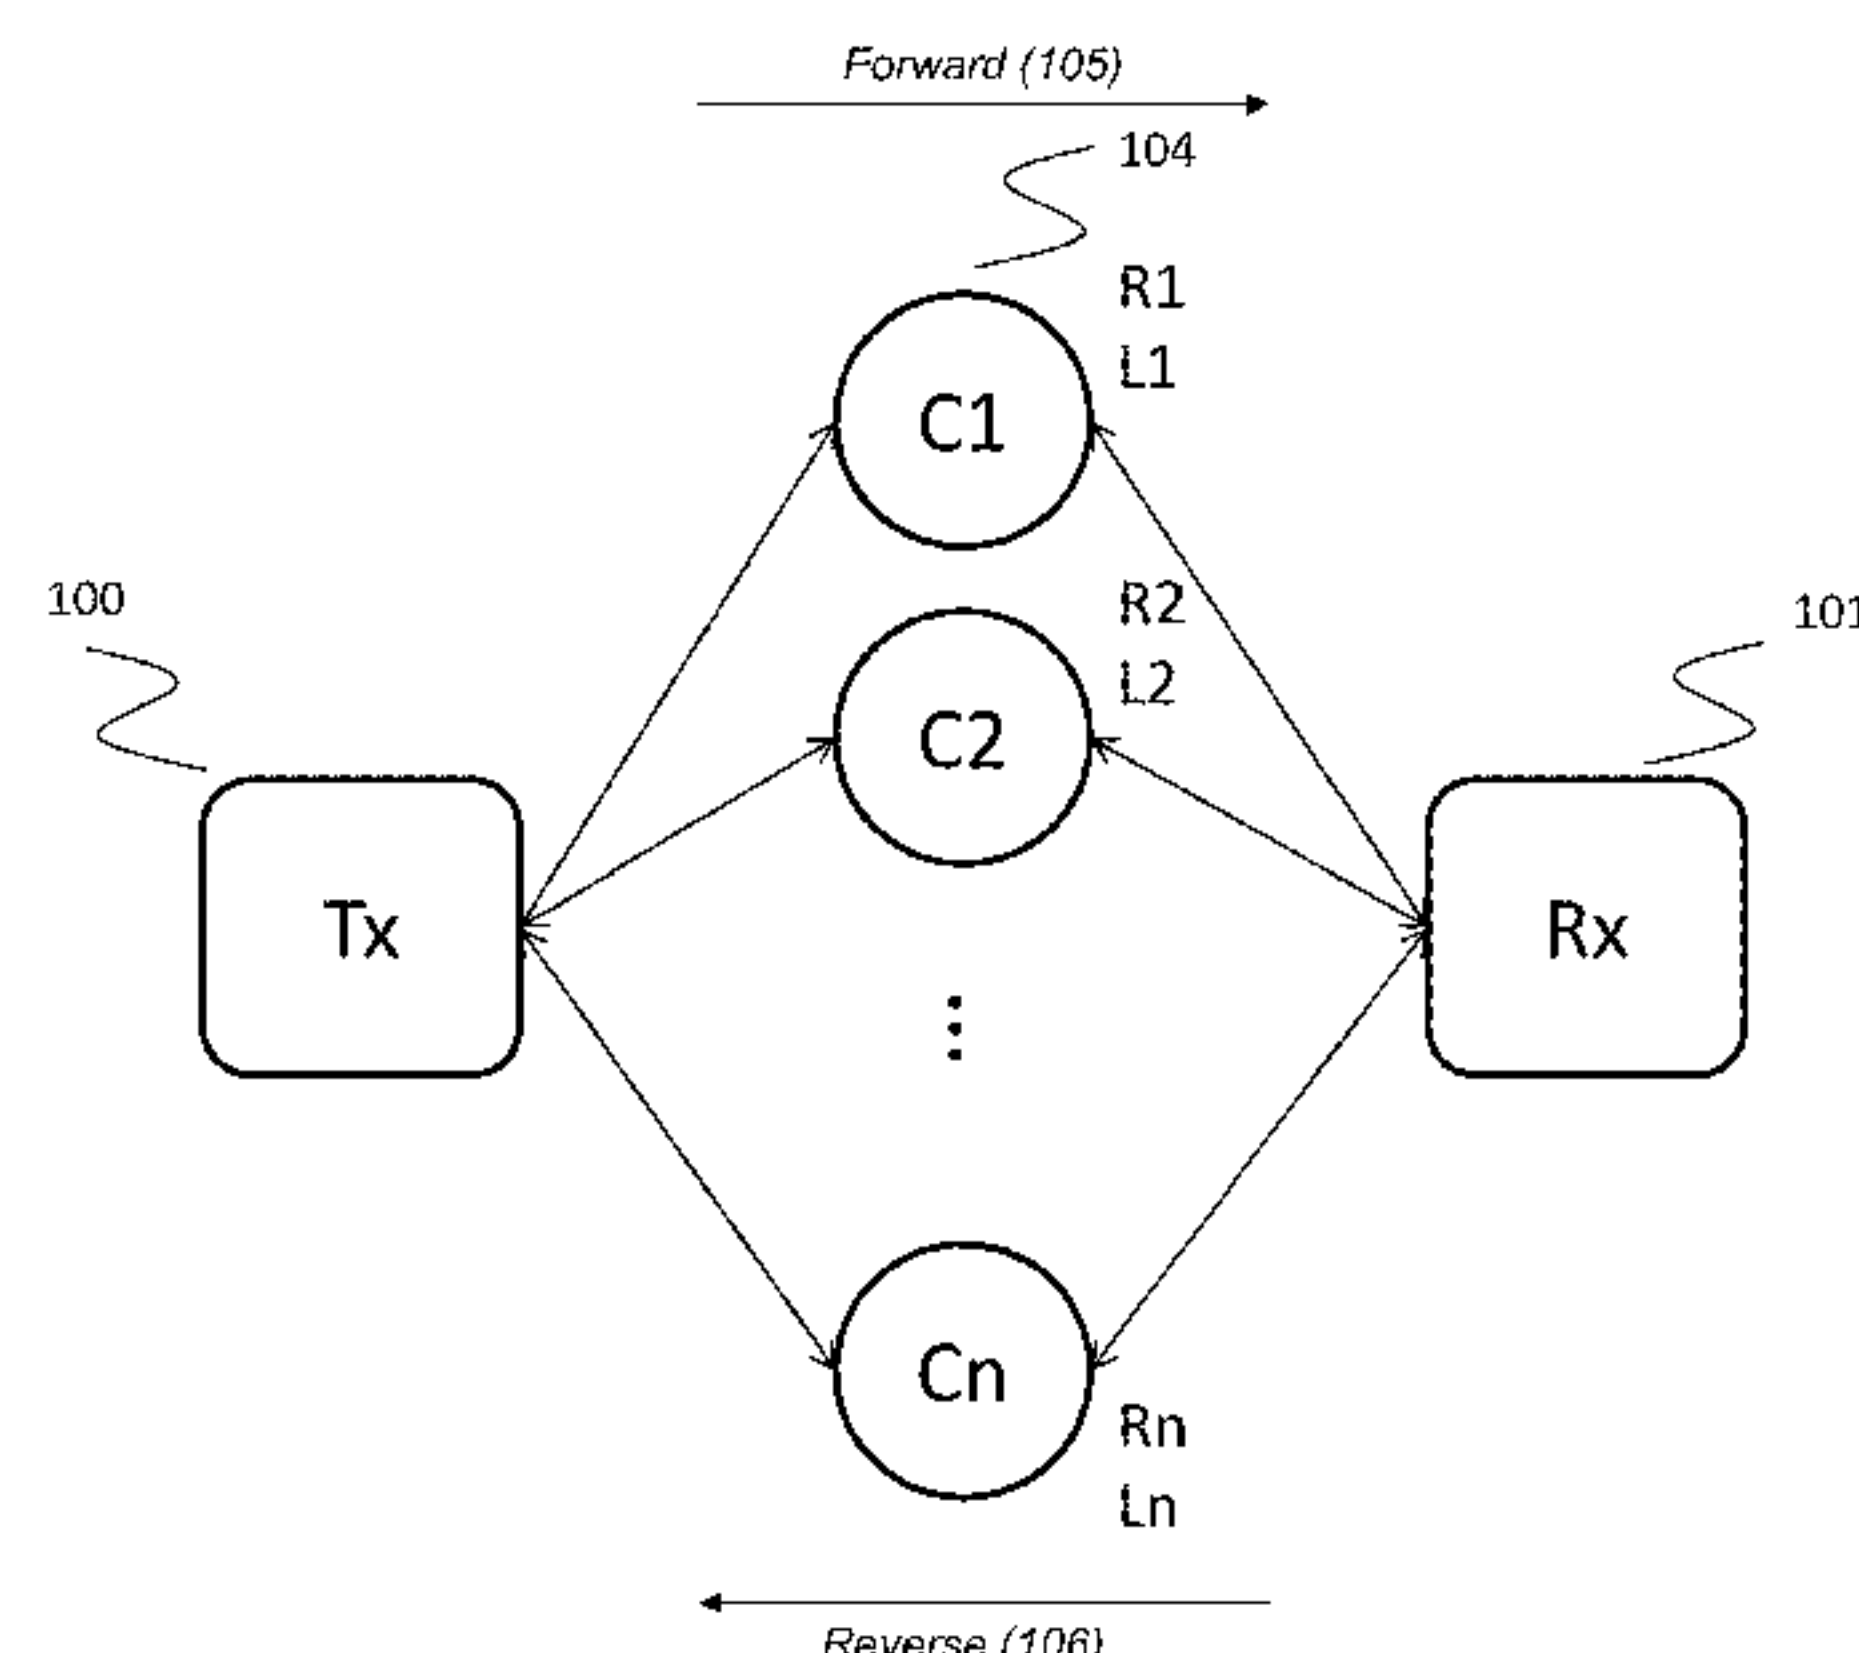 Forward (105)
104
R1
L1
C1
R2
L2
C2
100
101
Tx
Rx
Cn
Rn
Ln
Reverse (106)